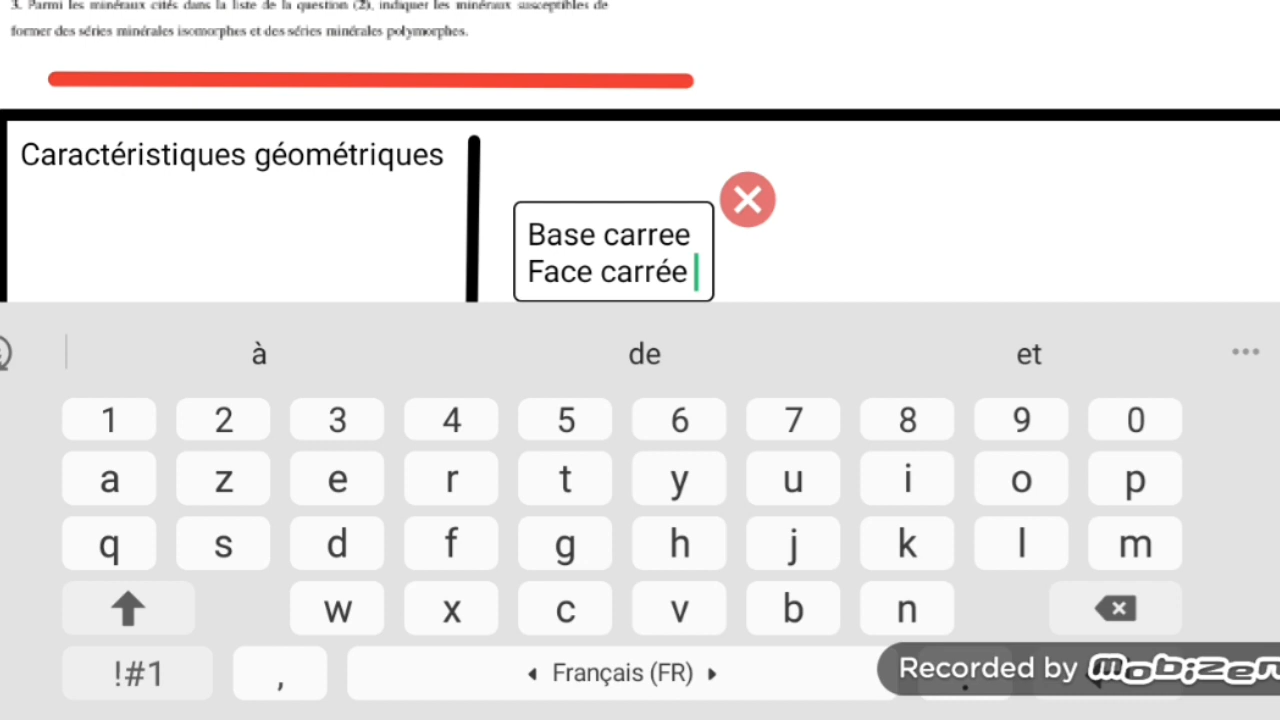 3. Parmi les minéraux cités dans la liste de la question (2), indiquer les minéraux susceptibles de
former des séries minérales isomorphes et des séries minérales polymorphes.
Caractéristiques géométriques
Base carree
Face carrée
à de et
1 2 3 4 5 6 7 8 9 0
a z e r t y u i o p
q s d f g h j k l m
w x c v b n
!#1 , Français (FR) .
Recorded by mobizen